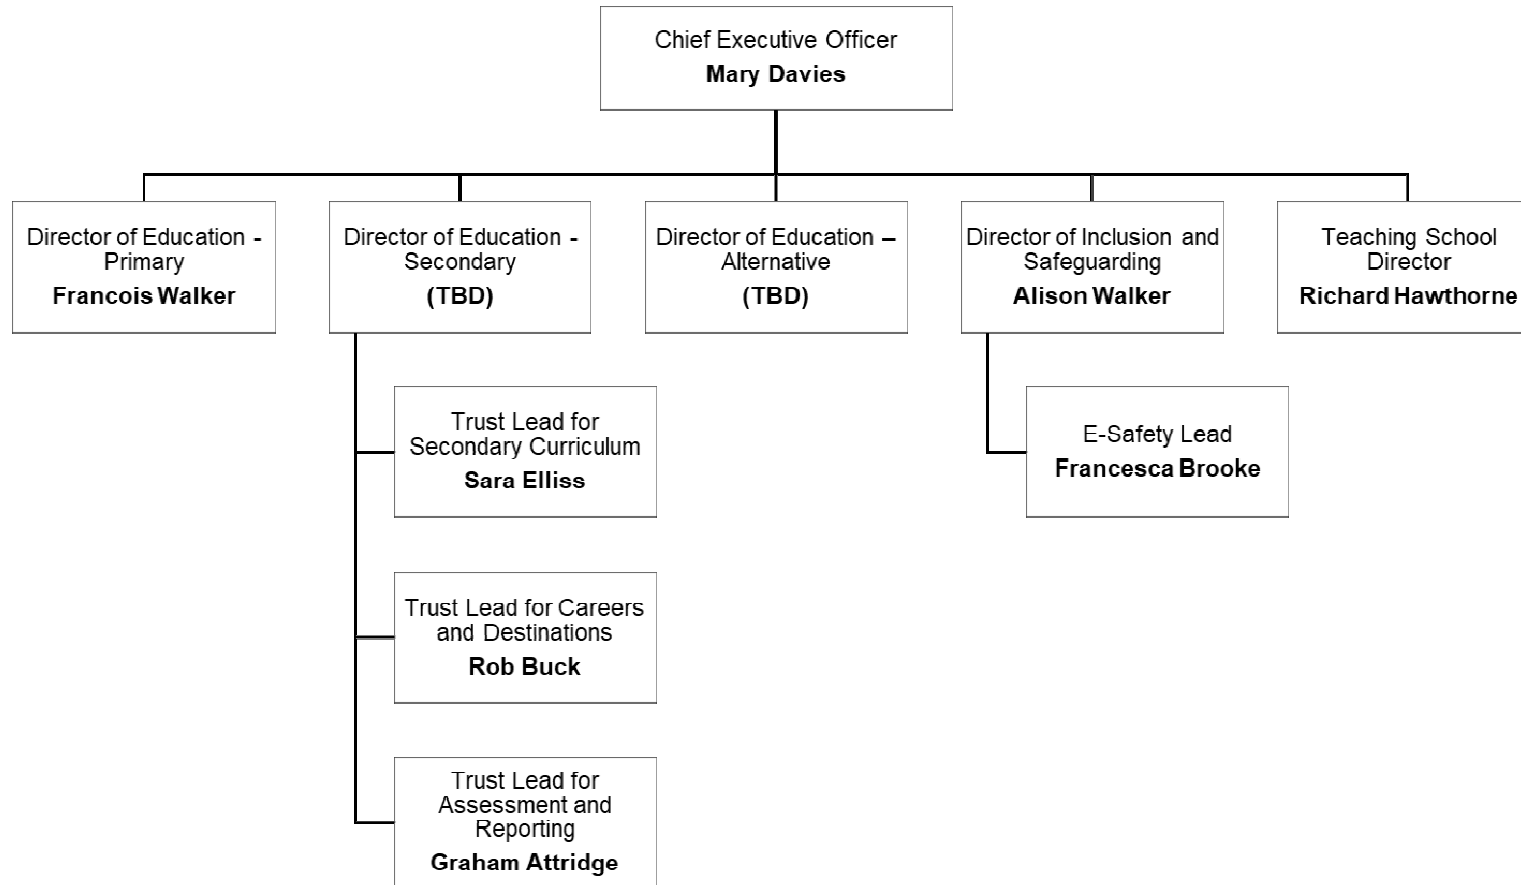 Chief Executive Officer
Mary Davies
Director of Education -
Primary
Francois Walker
Director of Education -
Secondary
(TBD)
Director of Education –
Alternative
(TBD)
Director of Inclusion and
Safeguarding
Alison Walker
Teaching School
Director
Richard Hawthorne
Trust Lead for
Secondary Curriculum
Sara Elliss
E-Safety Lead
Francesca Brooke
Trust Lead for Careers
and Destinations
Rob Buck
Trust Lead for
Assessment and
Reporting
Graham Attridge